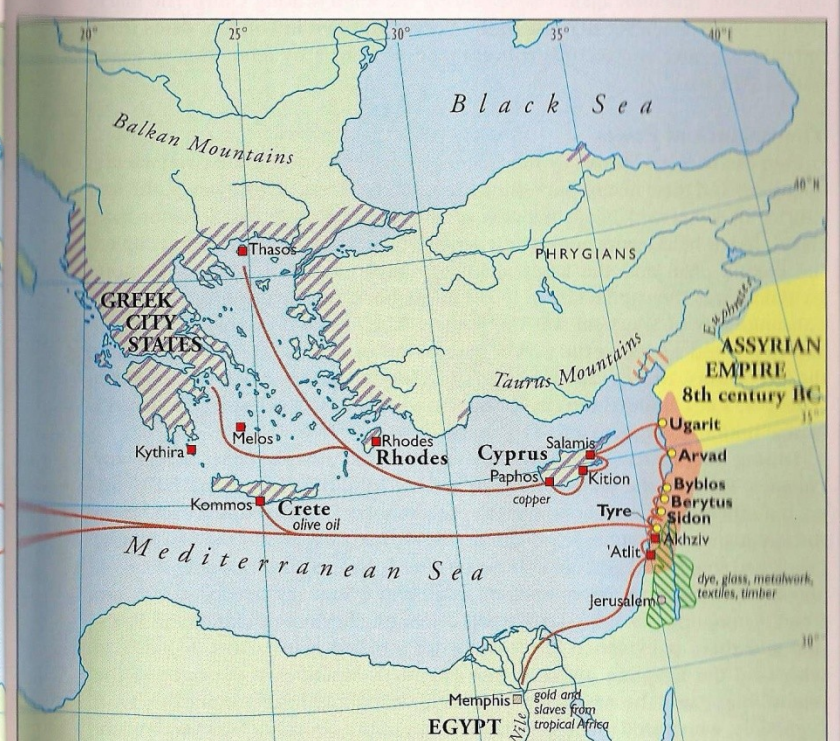 20°
25°
30°
35°
40°E
Black Sea
Balkan Mountains
40°N
Thasos
PHRYGIANS
Euphrates
GREEK
CITY
STATES
ASSYRIAN
EMPIRE
8th century BC
Taurus Mountains
35°
Ugarit
Melos
Rhodes
Rhodes
Salamis
Kythira
Cyprus
Arvad
Paphos
Kition
copper
Byblos
Berytus
Kommos
Crete
olive oil
Tyre
Sidon
Akhziv
'Atlit
Mediterranean Sea
dye, glass, metalwork,
textiles, timber
Jerusalem
30°
Memphis
gold and
slaves from
tropical Africa
EGYPT
Nile